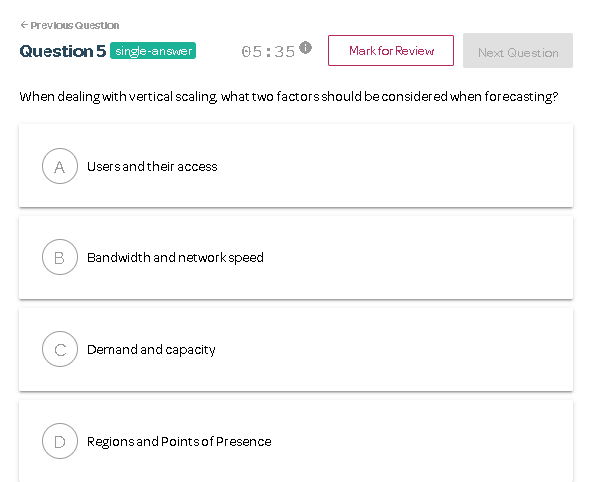 ← Previous Question
Question 5 single-answer 05:35 i Mark for Review Next Question
When dealing with vertical scaling, what two factors should be considered when forecasting?
A Users and their access
B Bandwidth and network speed
C Demand and capacity
D Regions and Points of Presence